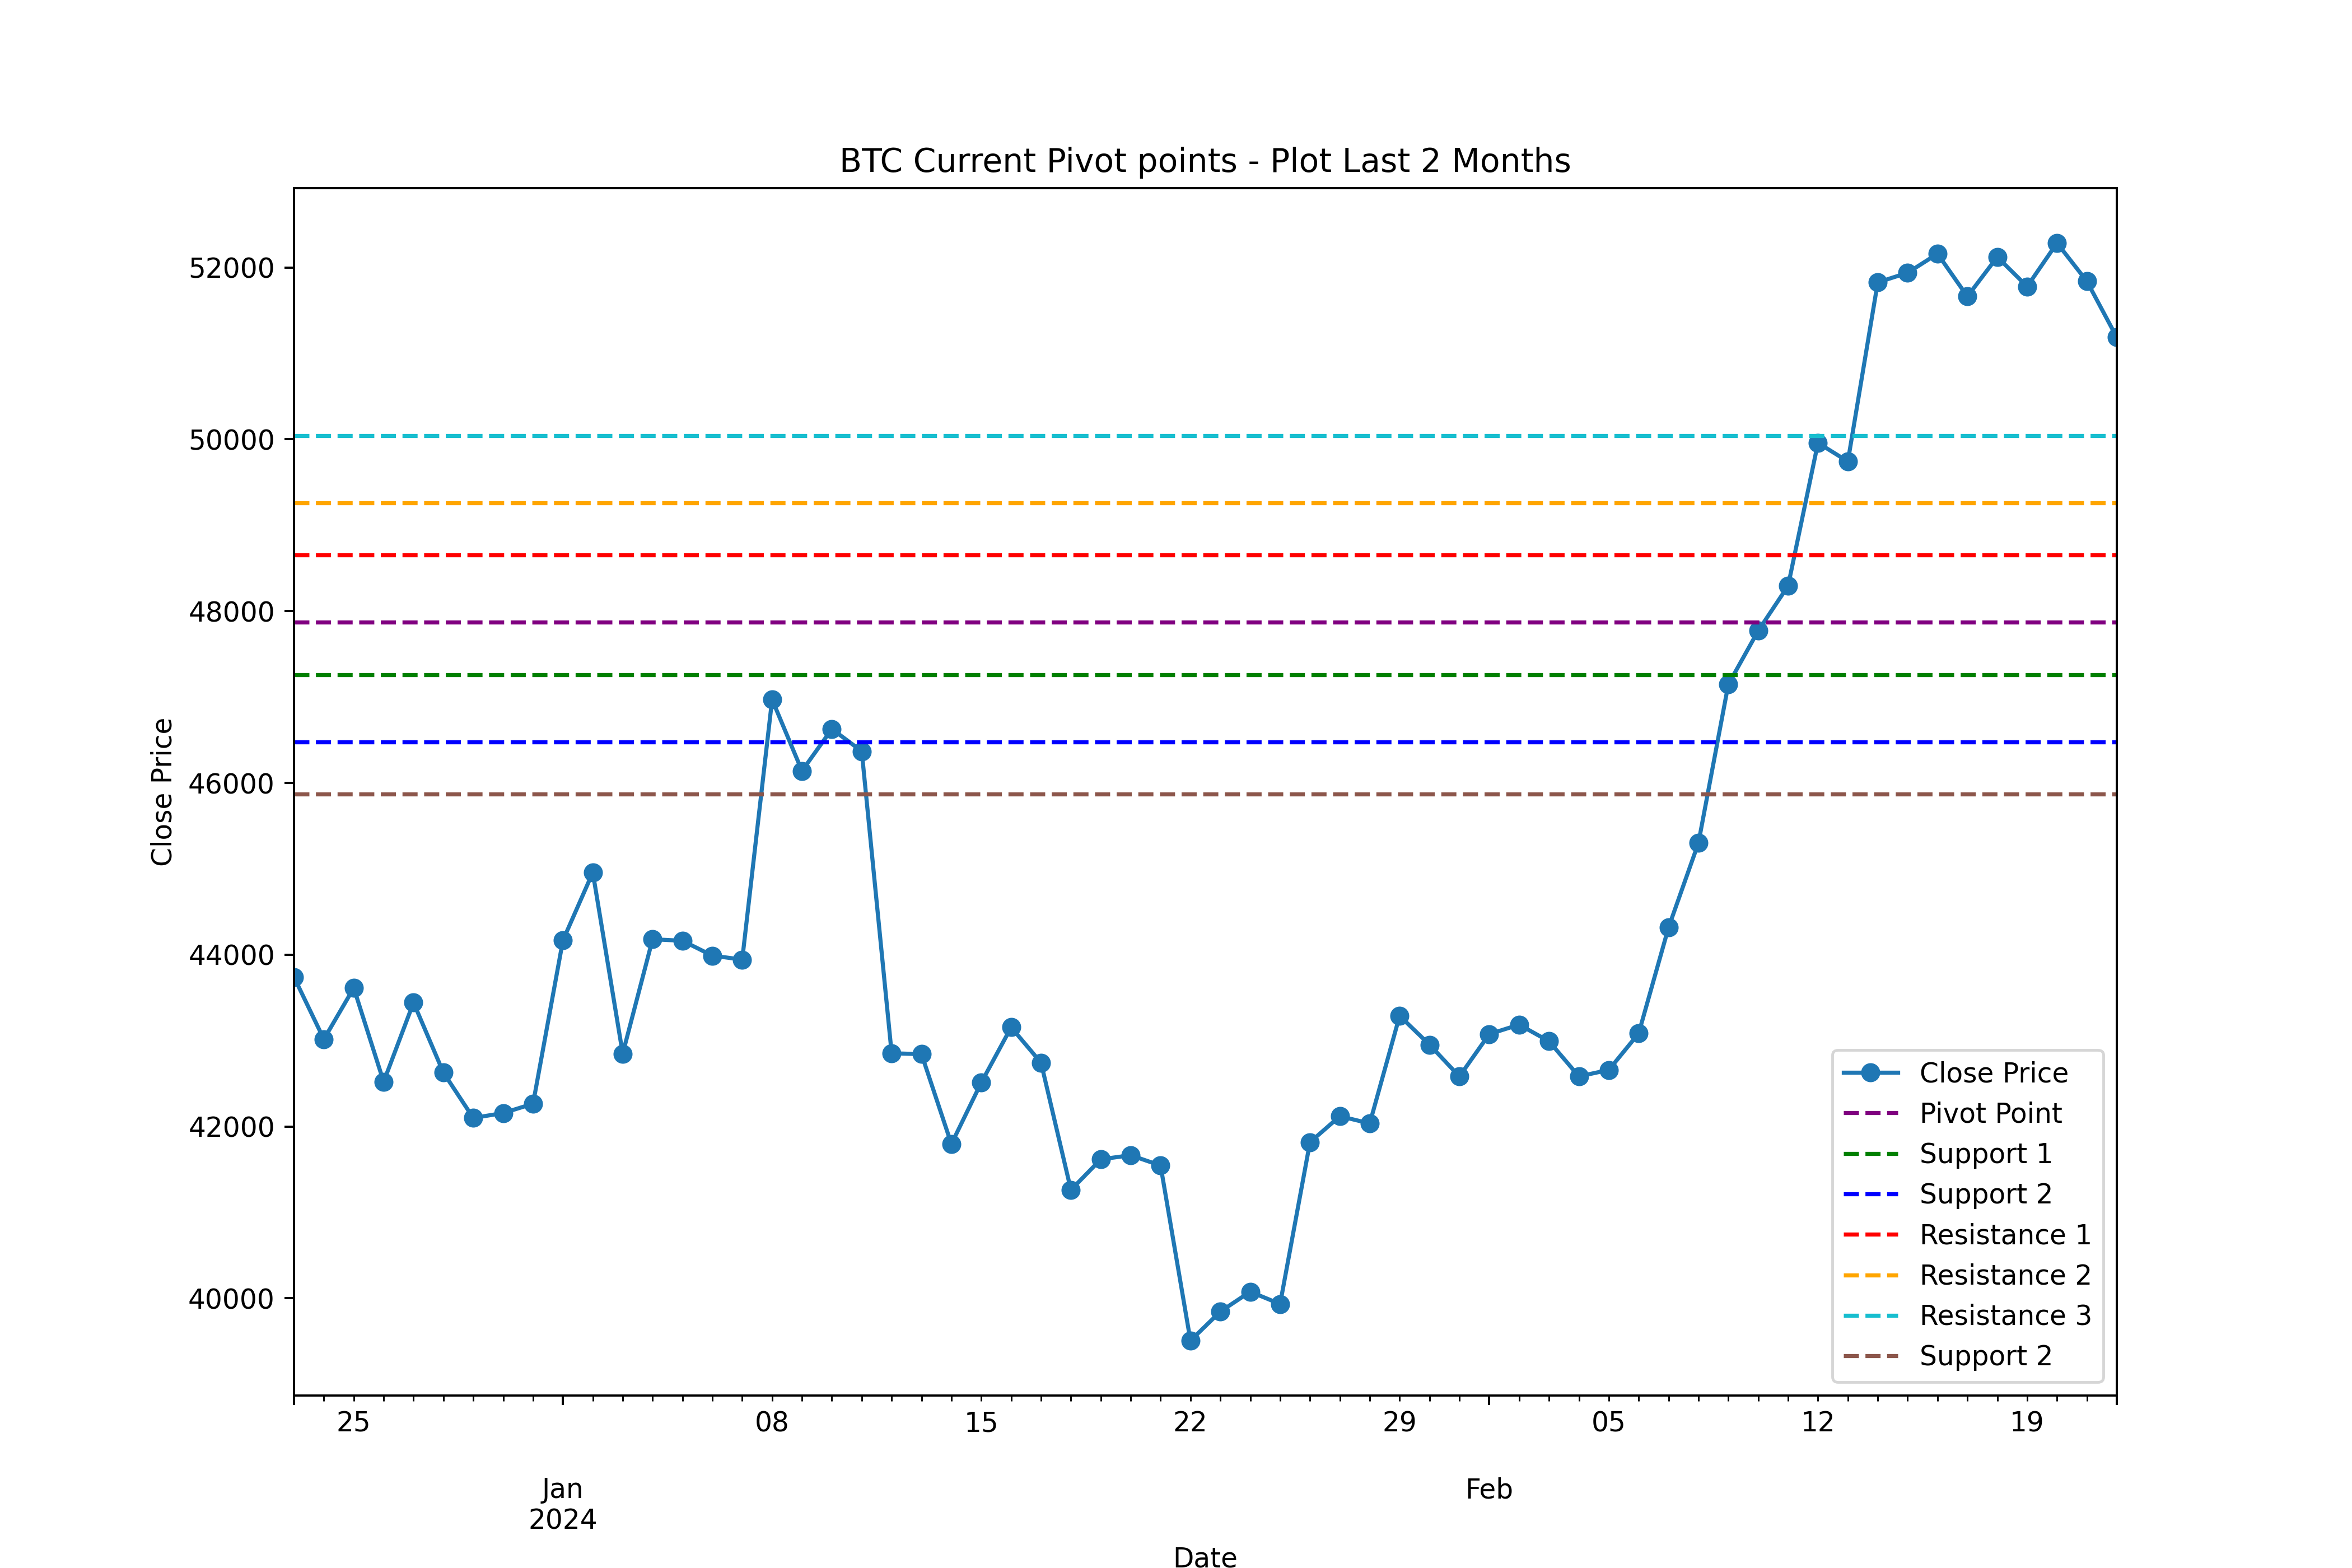 BTC Current Pivot points - Plot Last 2 Months
52000
50000
48000
46000
44000
42000
40000
Close Price
Close Price
Pivot Point
Support 1
Support 2
Resistance 1
Resistance 2
Resistance 3
Support 2
25
08
15
22
29
05
12
19
Jan
2024
Feb
Date